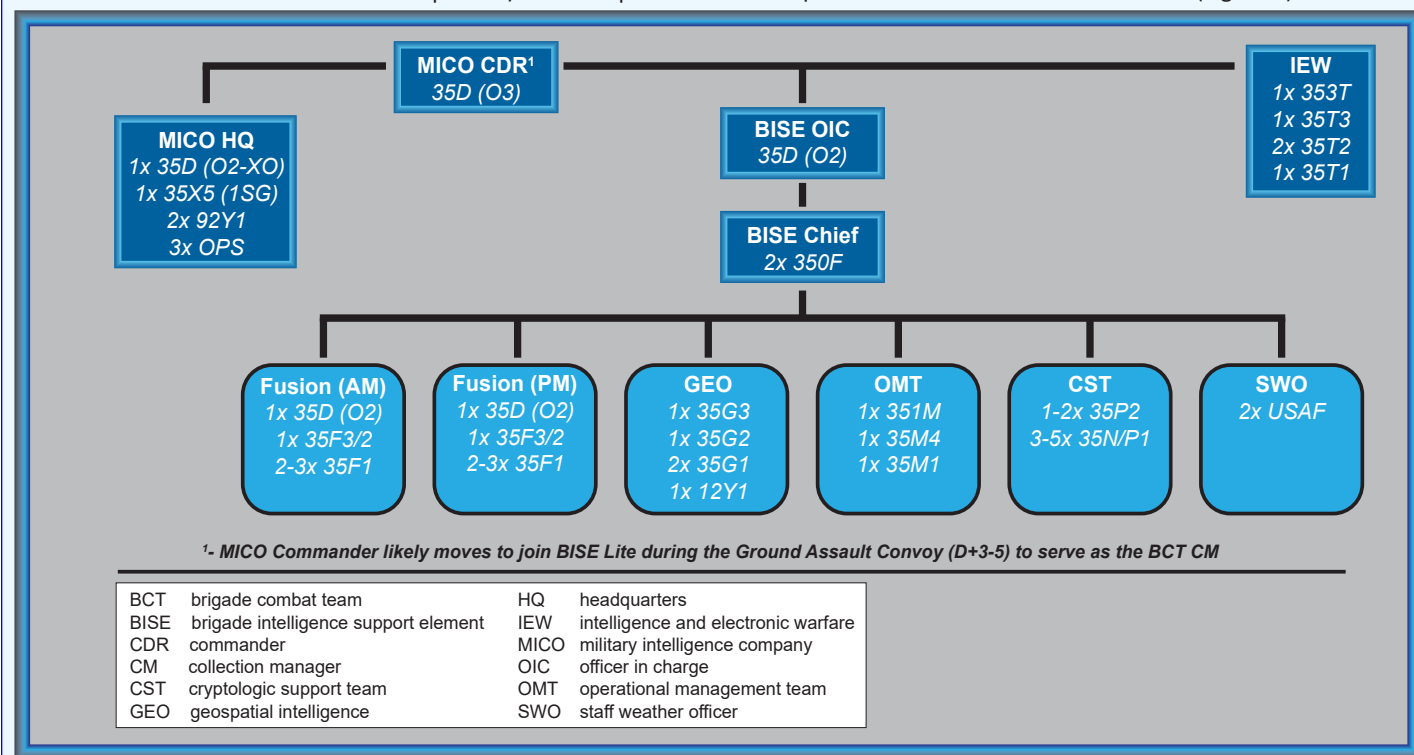 MICO CDR¹
35D (O3)
IEW
1x 353T
1x 35T3
2x 35T2
1x 35T1
MICO HQ
1x 35D (O2-XO)
1x 35X5 (1SG)
2x 92Y1
3x OPS
BISE OIC
35D (O2)
BISE Chief
2x 350F
Fusion (AM)
1x 35D (O2)
1x 35F3/2
2-3x 35F1
Fusion (PM)
1x 35D (O2)
1x 35F3/2
2-3x 35F1
GEO
1x 35G3
1x 35G2
2x 35G1
1x 12Y1
OMT
1x 351M
1x 35M4
1x 35M1
CST
1-2x 35P2
3-5x 35N/P1
SWO
2x USAF
¹- MICO Commander likely moves to join BISE Lite during the Ground Assault Convoy (D+3-5) to serve as the BCT CM
BCT brigade combat team
BISE brigade intelligence support element
CDR commander
CM collection manager
CST cryptologic support team
GEO geospatial intelligence
HQ headquarters
IEW intelligence and electronic warfare
MICO military intelligence company
OIC officer in charge
OMT operational management team
SWO staff weather officer